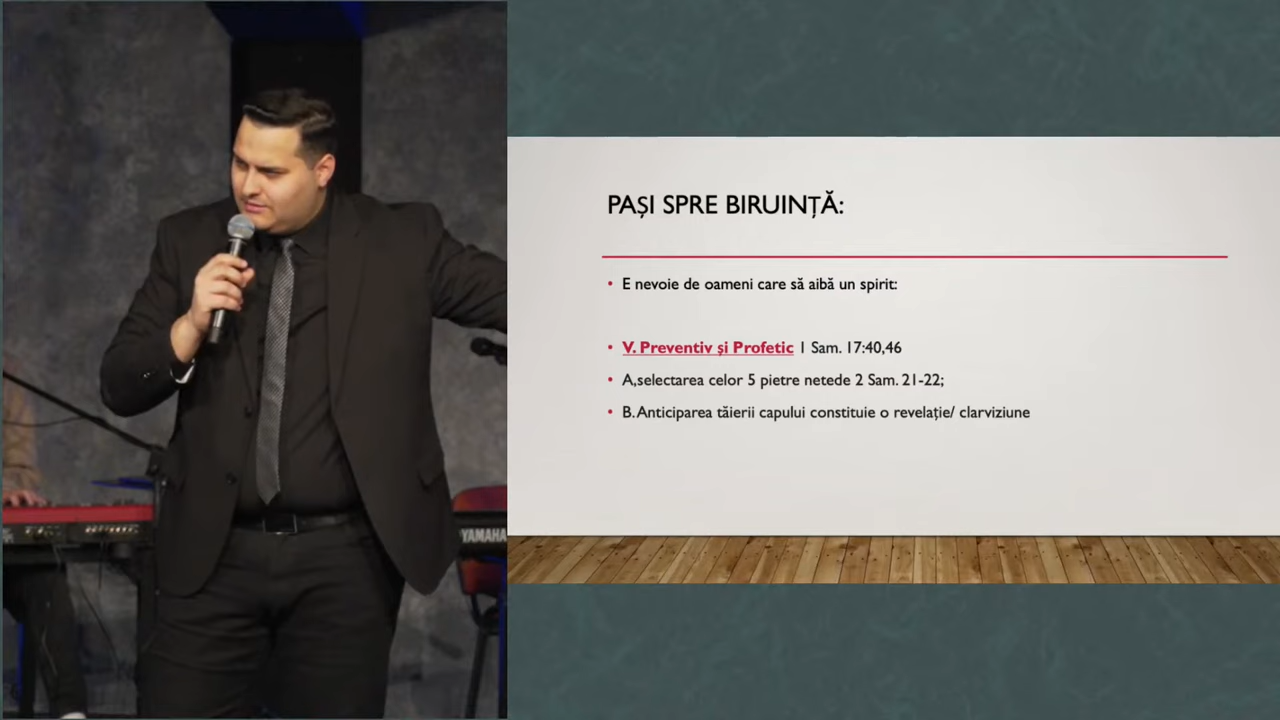 PAȘI SPRE BIRUINȚĂ:
• E nevoie de oameni care să aibă un spirit:
• V. Preventiv și Profetic 1 Sam. 17:40,46
• A,selectarea celor 5 pietre netede 2 Sam. 21-22;
• B.Anticiparea tăierii capului constituie o revelație/ clarviziune
YAMAHA